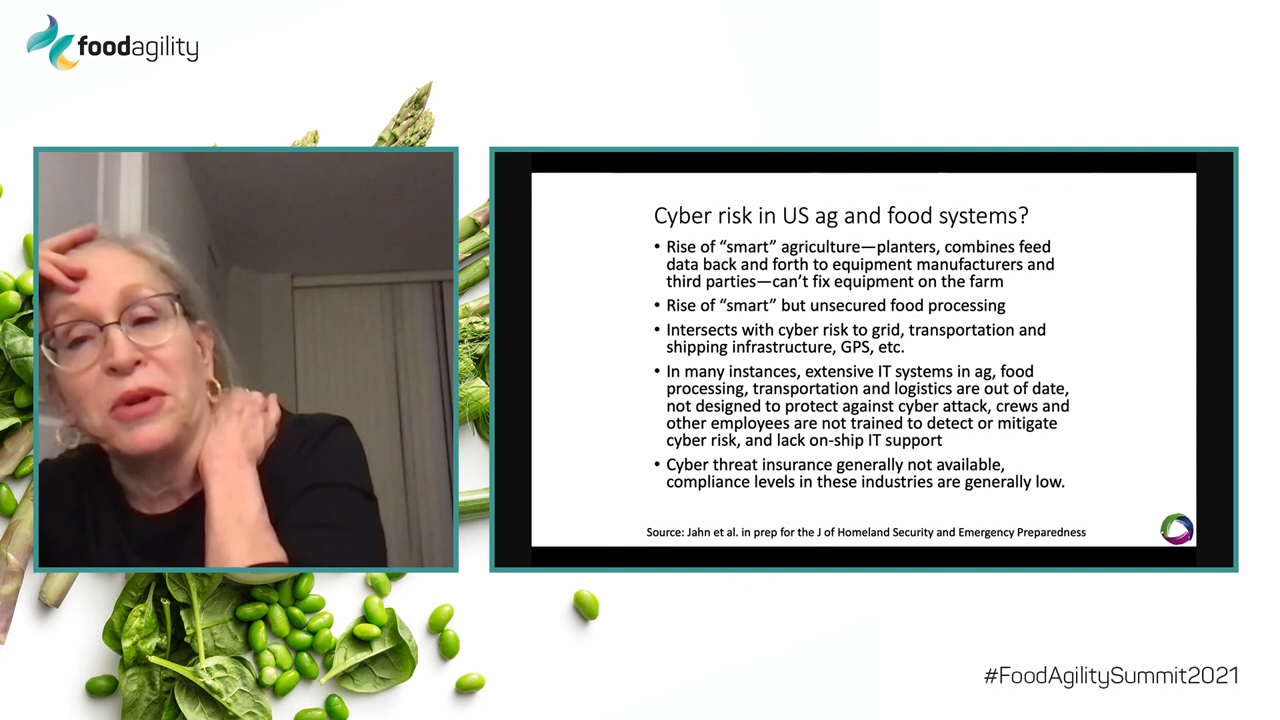 foodagility
Cyber risk in US ag and food systems?
• Rise of “smart” agriculture—planters, combines feed
data back and forth to equipment manufacturers and
third parties—can’t fix equipment on the farm
• Rise of “smart” but unsecured food processing
• Intersects with cyber risk to grid, transportation and
shipping infrastructure, GPS, etc.
• In many instances, extensive IT systems in ag, food
processing, transportation and logistics are out of date,
not designed to protect against cyber attack, crews and
other employees are not trained to detect or mitigate
cyber risk, and lack on-ship IT support
• Cyber threat insurance generally not available,
compliance levels in these industries are generally low.
Source: Jahn et al. in prep for the J of Homeland Security and Emergency Preparedness
#FoodAgilitySummit2021